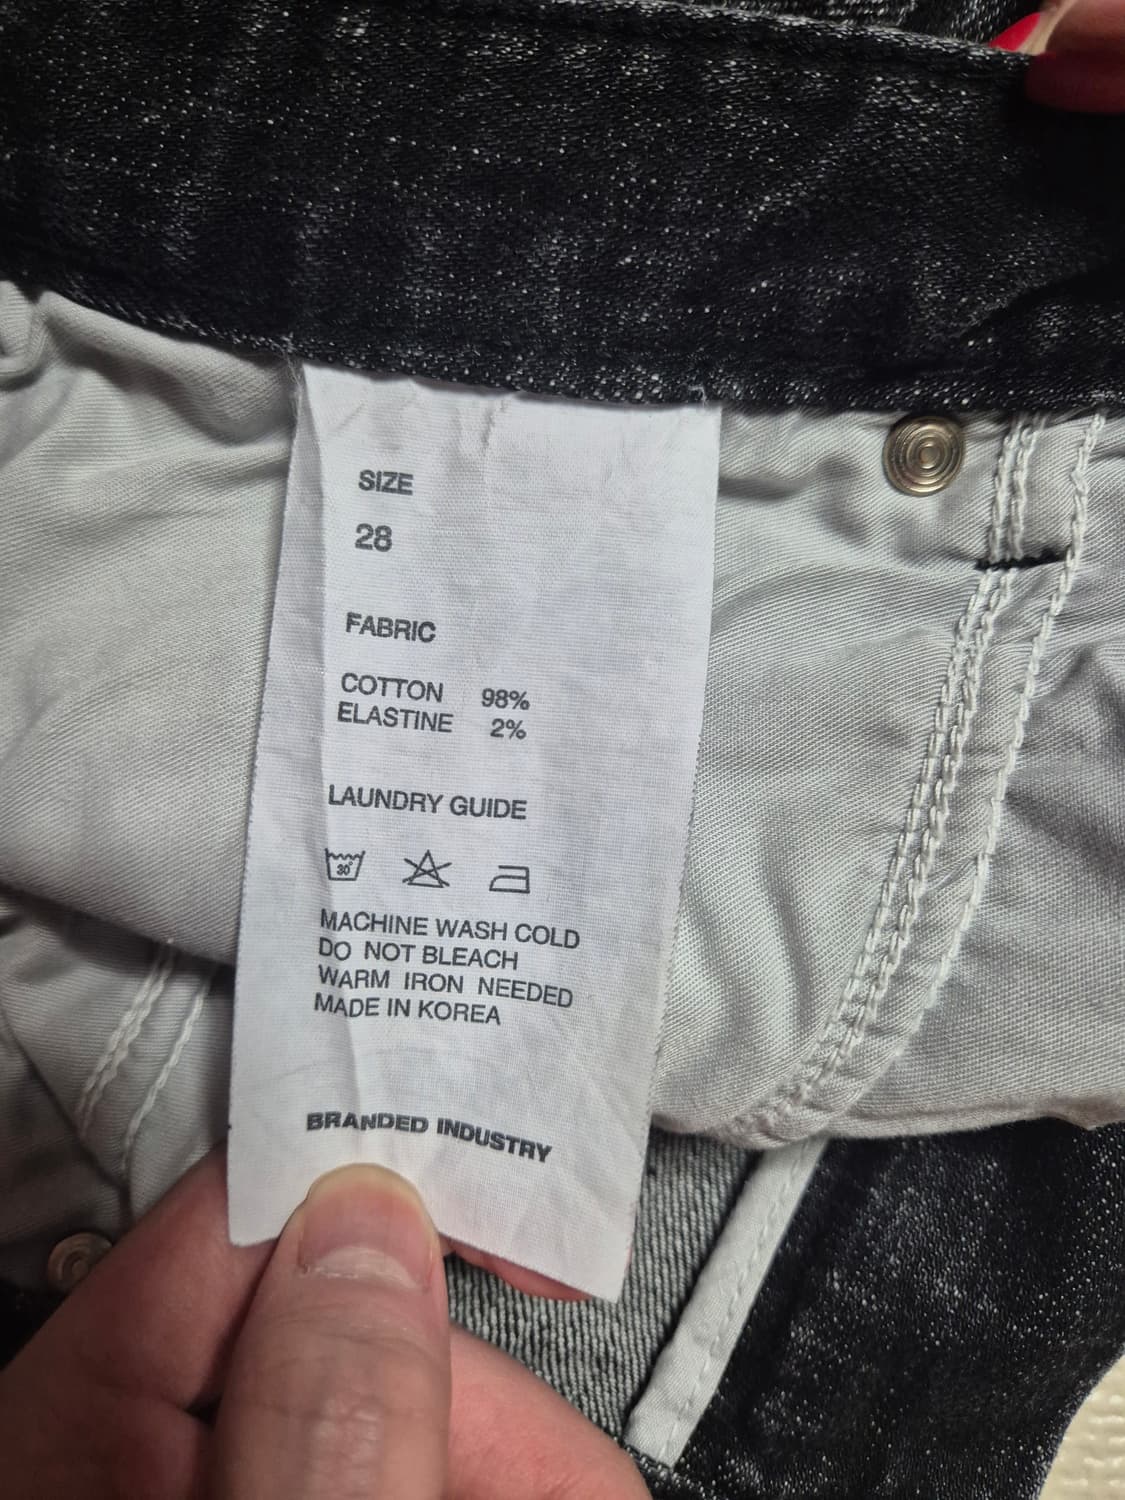 SIZE
28
FABRIC
COTTON 98%
ELASTINE 2%
LAUNDRY GUIDE
30°
MACHINE WASH COLD
DO NOT BLEACH
WARM IRON NEEDED
MADE IN KOREA
BRANDED INDUSTRY